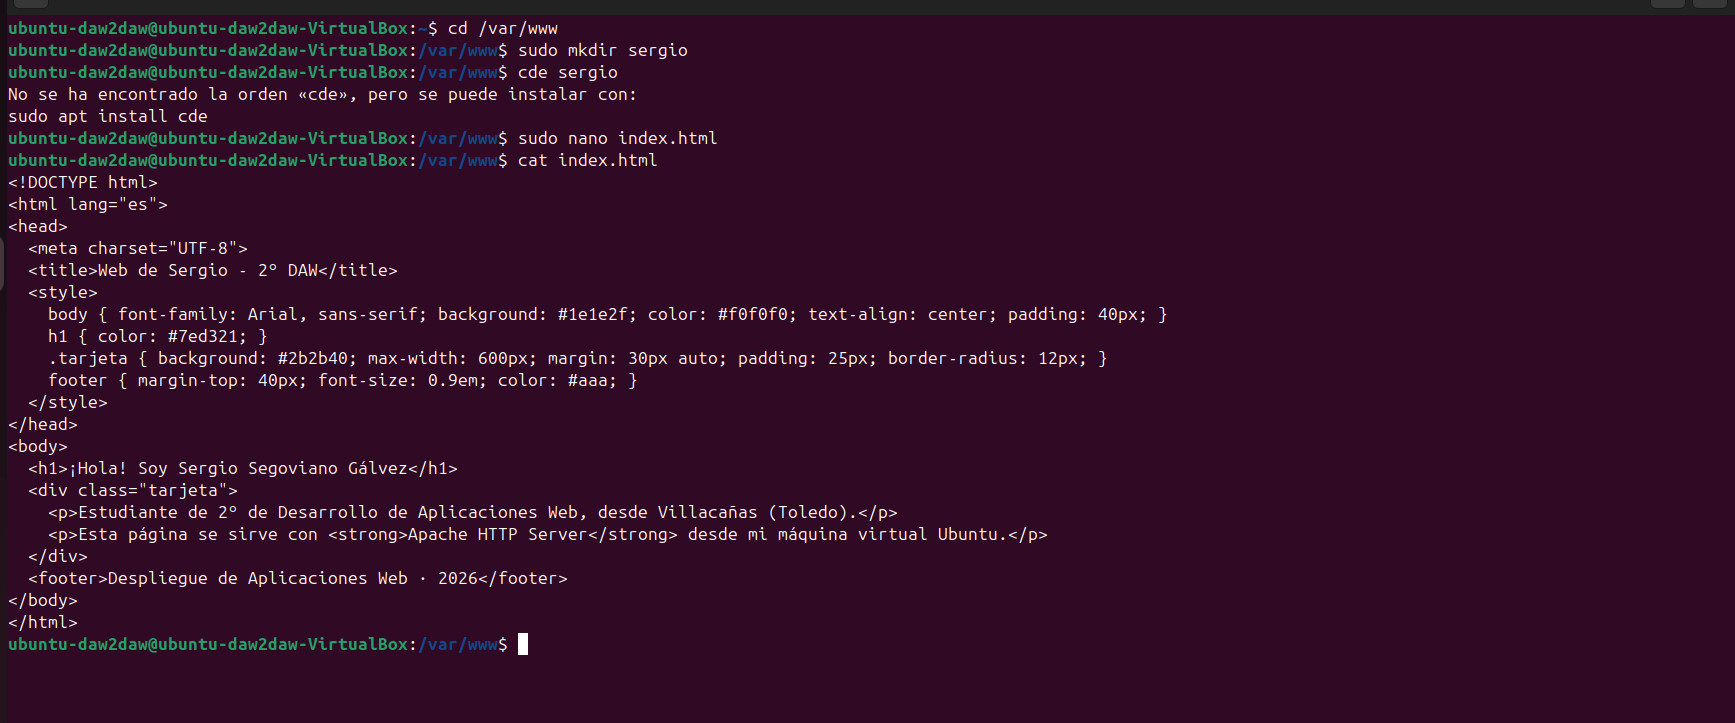 ubuntu-daw2daw@ubuntu-daw2daw-VirtualBox:~$ cd /var/www
ubuntu-daw2daw@ubuntu-daw2daw-VirtualBox:/var/www$ sudo mkdir sergio
ubuntu-daw2daw@ubuntu-daw2daw-VirtualBox:/var/www$ cde sergio
No se ha encontrado la orden «cde», pero se puede instalar con:
sudo apt install cde
ubuntu-daw2daw@ubuntu-daw2daw-VirtualBox:/var/www$ sudo nano index.html
ubuntu-daw2daw@ubuntu-daw2daw-VirtualBox:/var/www$ cat index.html
<!DOCTYPE html>
<html lang="es">
<head>
  <meta charset="UTF-8">
  <title>Web de Sergio - 2º DAW</title>
  <style>
    body { font-family: Arial, sans-serif; background: #1e1e2f; color: #f0f0f0; text-align: center; padding: 40px; }
    h1 { color: #7ed321; }
    .tarjeta { background: #2b2b40; max-width: 600px; margin: 30px auto; padding: 25px; border-radius: 12px; }
    footer { margin-top: 40px; font-size: 0.9em; color: #aaa; }
  </style>
</head>
<body>
  <h1>¡Hola! Soy Sergio Segoviano Gálvez</h1>
  <div class="tarjeta">
    <p>Estudiante de 2º de Desarrollo de Aplicaciones Web, desde Villacañas (Toledo).</p>
    <p>Esta página se sirve con <strong>Apache HTTP Server</strong> desde mi máquina virtual Ubuntu.</p>
  </div>
  <footer>Despliegue de Aplicaciones Web · 2026</footer>
</body>
</html>
ubuntu-daw2daw@ubuntu-daw2daw-VirtualBox:/var/www$